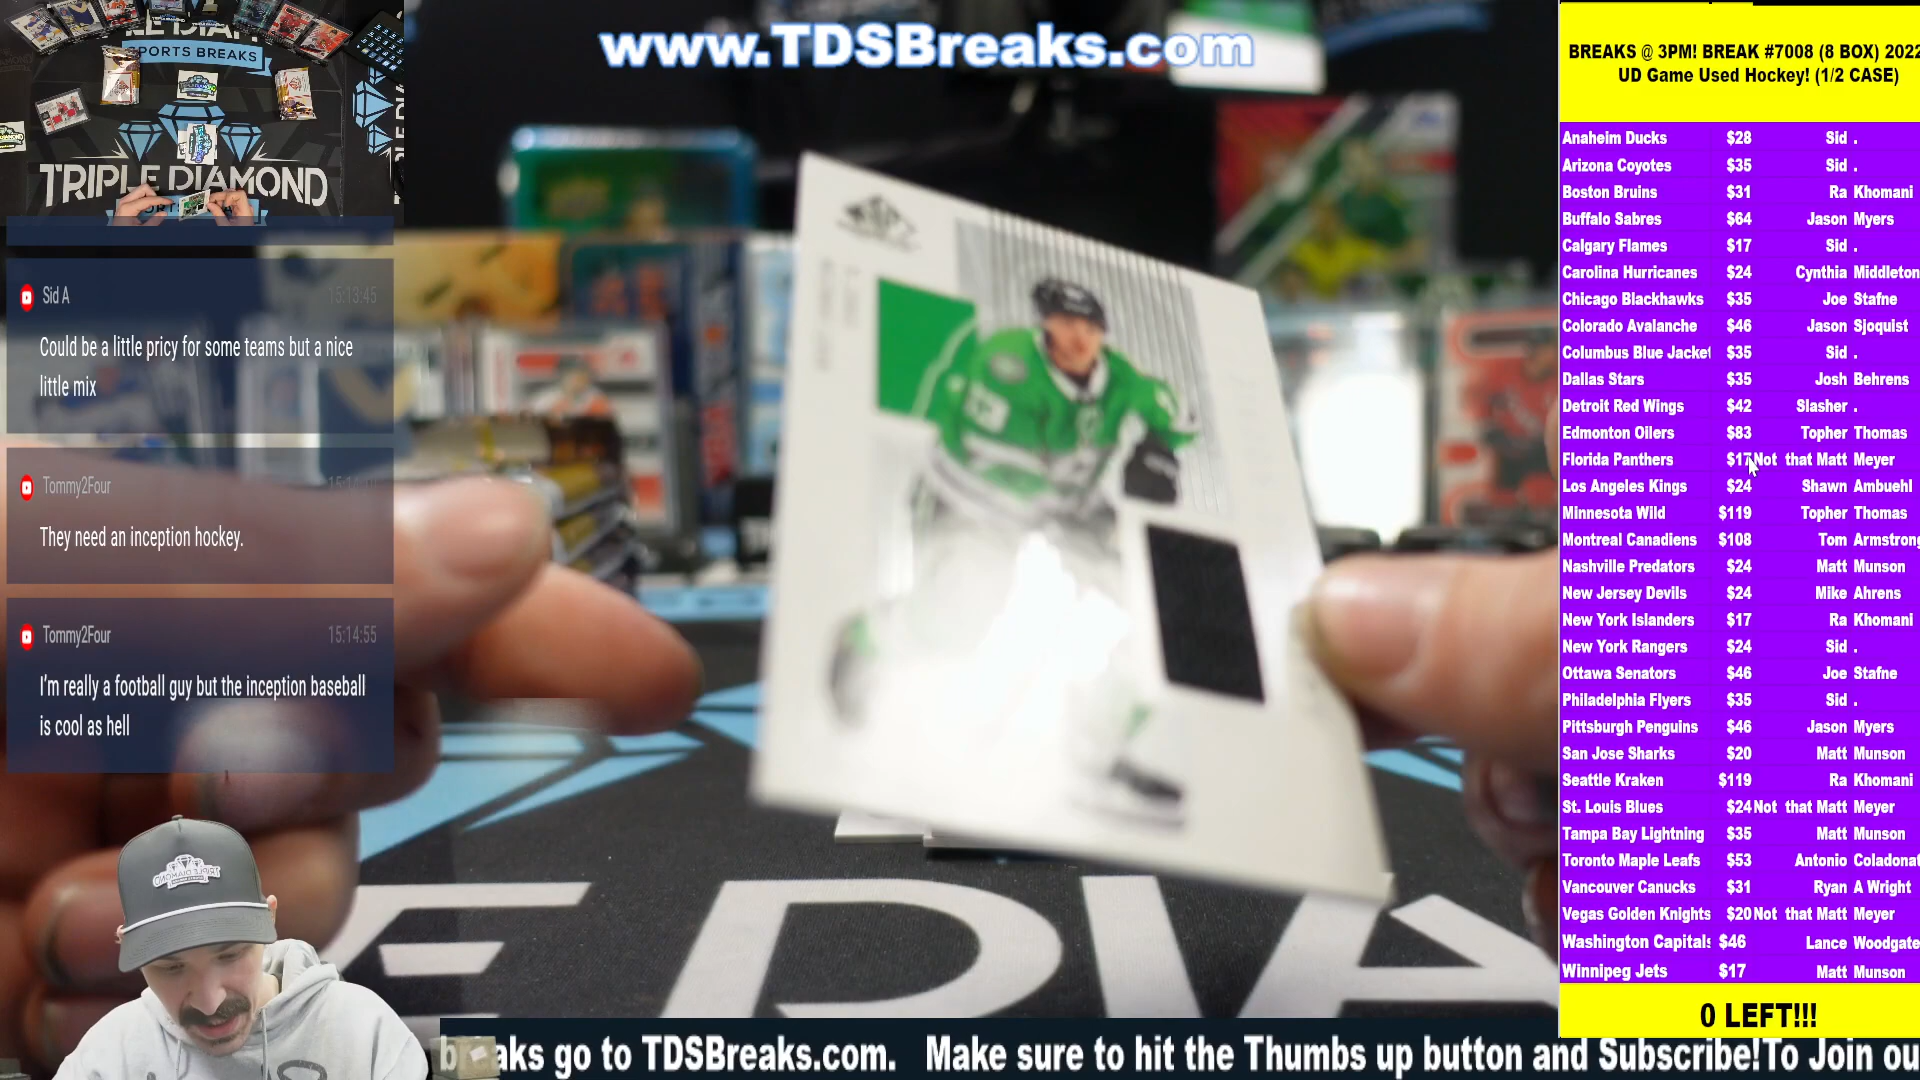 SPORTS BREAKS
TRIPLE DIAMOND
www.TDSBreaks.com
Sid A 15:13:45
Could be a little pricy for some teams but a nice
little mix
Tommy2Four
They need an inception hockey.
Tommy2Four 15:14:55
I'm really a football guy but the inception baseball
is cool as hell
BREAKS @ 3PM! BREAK #7008 (8 BOX) 2022
UD Game Used Hockey! (1/2 CASE)
Anaheim Ducks $28 Sid .
Arizona Coyotes $35 Sid .
Boston Bruins $31 Ra Khomani
Buffalo Sabres $64 Jason Myers
Calgary Flames $17 Sid .
Carolina Hurricanes $24 Cynthia Middleton
Chicago Blackhawks $35 Joe Stafne
Colorado Avalanche $46 Jason Sjoquist
Columbus Blue Jacket $35 Sid .
Dallas Stars $35 Josh Behrens
Detroit Red Wings $42 Slasher .
Edmonton Oilers $83 Topher Thomas
Florida Panthers $17 Not that Matt Meyer
Los Angeles Kings $24 Shawn Ambuehl
Minnesota Wild $119 Topher Thomas
Montreal Canadiens $108 Tom Armstrong
Nashville Predators $24 Matt Munson
New Jersey Devils $24 Mike Ahrens
New York Islanders $17 Ra Khomani
New York Rangers $24 Sid .
Ottawa Senators $46 Joe Stafne
Philadelphia Flyers $35 Sid .
Pittsburgh Penguins $46 Jason Myers
San Jose Sharks $20 Matt Munson
Seattle Kraken $119 Ra Khomani
St. Louis Blues $24 Not that Matt Meyer
Tampa Bay Lightning $35 Matt Munson
Toronto Maple Leafs $53 Antonio Coladonat
Vancouver Canucks $31 Ryan A Wright
Vegas Golden Knights $20 Not that Matt Meyer
Washington Capitals $46 Lance Woodgate
Winnipeg Jets $17 Matt Munson
0 LEFT!!!
aks go to TDSBreaks.com. Make sure to hit the Thumbs up button and Subscribe!To Join ou